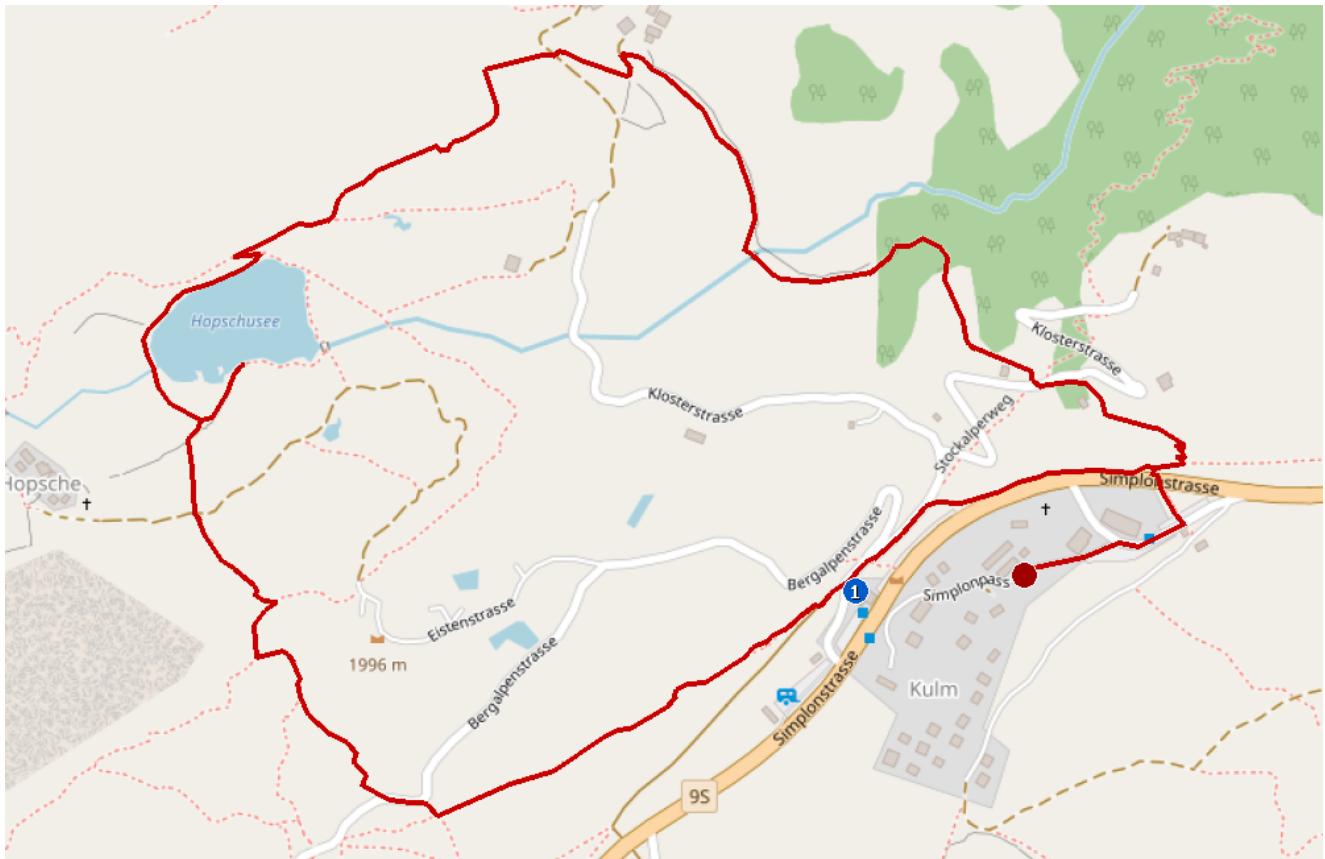 Hopschusee
Klosterstrasse
Klosterstrasse
Stockalperweg
Hopsche
Simplonstrasse
Bergalpenstrasse
1
Simplonpass
Eistenstrasse
1996 m
Bergalpenstrasse
Kulm
Simplonstrasse
9S